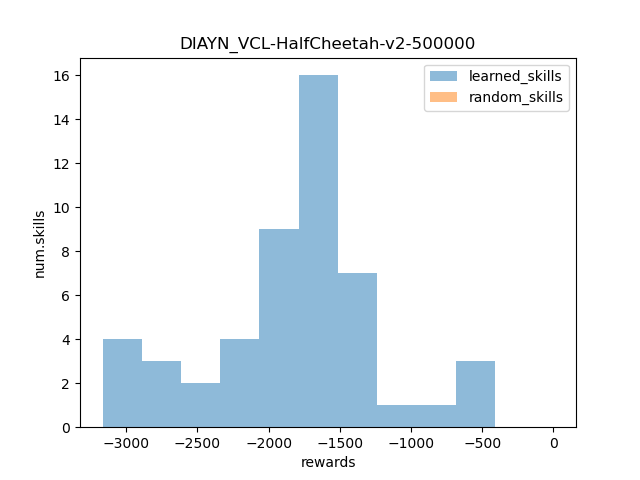 DIAYN_VCL-HalfCheetah-v2-500000
learned_skills
random_skills
16
14
12
10
8
6
4
2
0
num.skills
−3000 −2500 −2000 −1500 −1000 −500 0
rewards